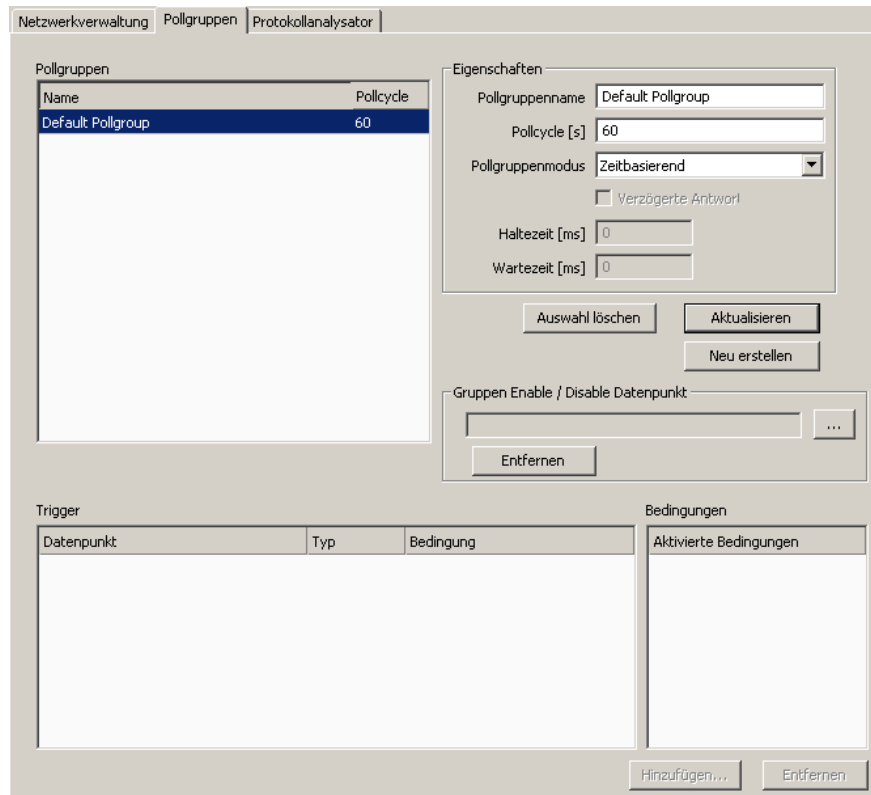 Netzwerkverwaltung Pollgruppen Protokollanalysator
Pollgruppen
Name Pollcycle
Default Pollgroup 60
Eigenschaften
Pollgruppenname Default Pollgroup
Pollcycle [s] 60
Pollgruppenmodus Zeitbasierend
Verzögerte Antwort
Haltezeit [ms] 0
Wartezeit [ms] 0
Auswahl löschen Aktualisieren
Neu erstellen
Gruppen Enable / Disable Datenpunkt
...
Entfernen
Trigger
Datenpunkt Typ Bedingung
Bedingungen
Aktivierte Bedingungen
Hinzufügen... Entfernen